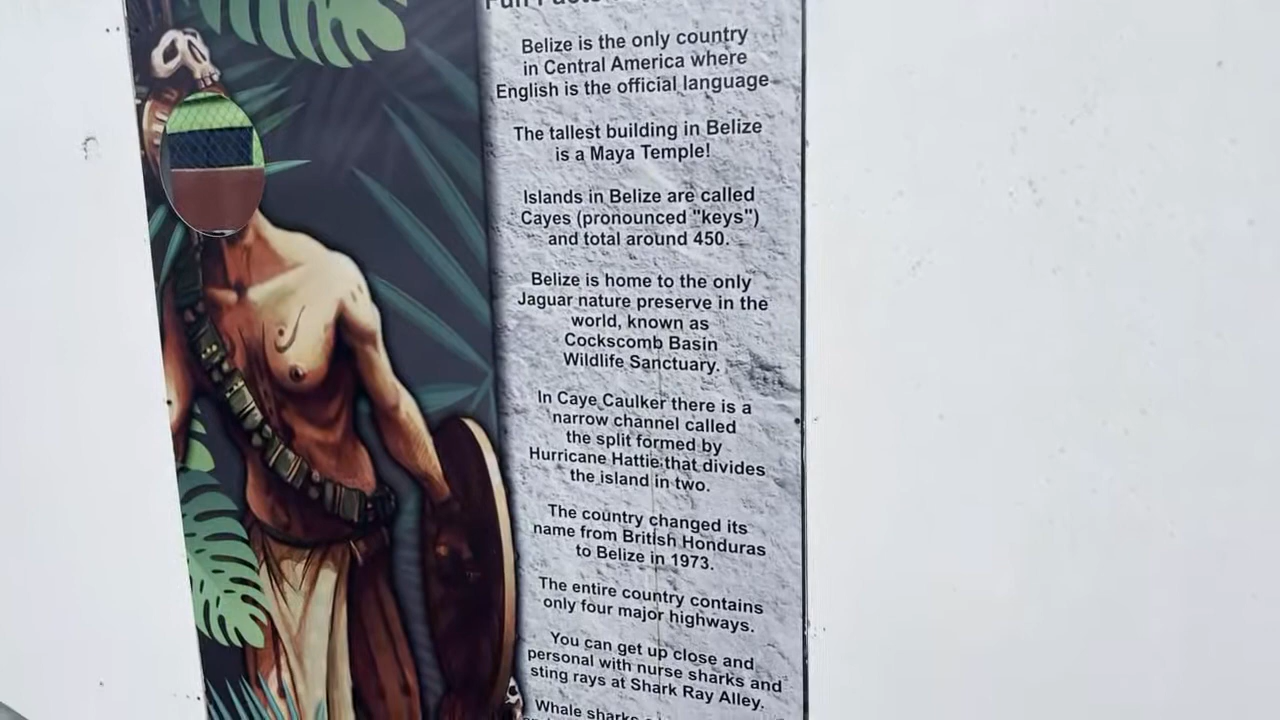 Fun Facts
Belize is the only country
in Central America where
English is the official language
The tallest building in Belize
is a Maya Temple!
Islands in Belize are called
Cayes (pronounced "keys")
and total around 450.
Belize is home to the only
Jaguar nature preserve in the
world, known as
Cockscomb Basin
Wildlife Sanctuary.
In Caye Caulker there is a
narrow channel called
the split formed by
Hurricane Hattie that divides
the island in two.
The country changed its
name from British Honduras
to Belize in 1973.
The entire country contains
only four major highways.
You can get up close and
personal with nurse sharks and
sting rays at Shark Ray Alley.
Whale sharks